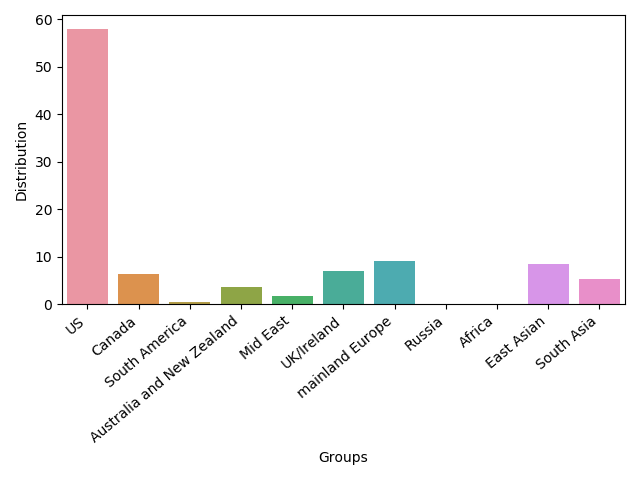 60
50
40
30
20
10
0
Distribution
US
Canada
South America
Australia and New Zealand
Mid East
UK/Ireland
mainland Europe
Russia
Africa
East Asian
South Asia
Groups